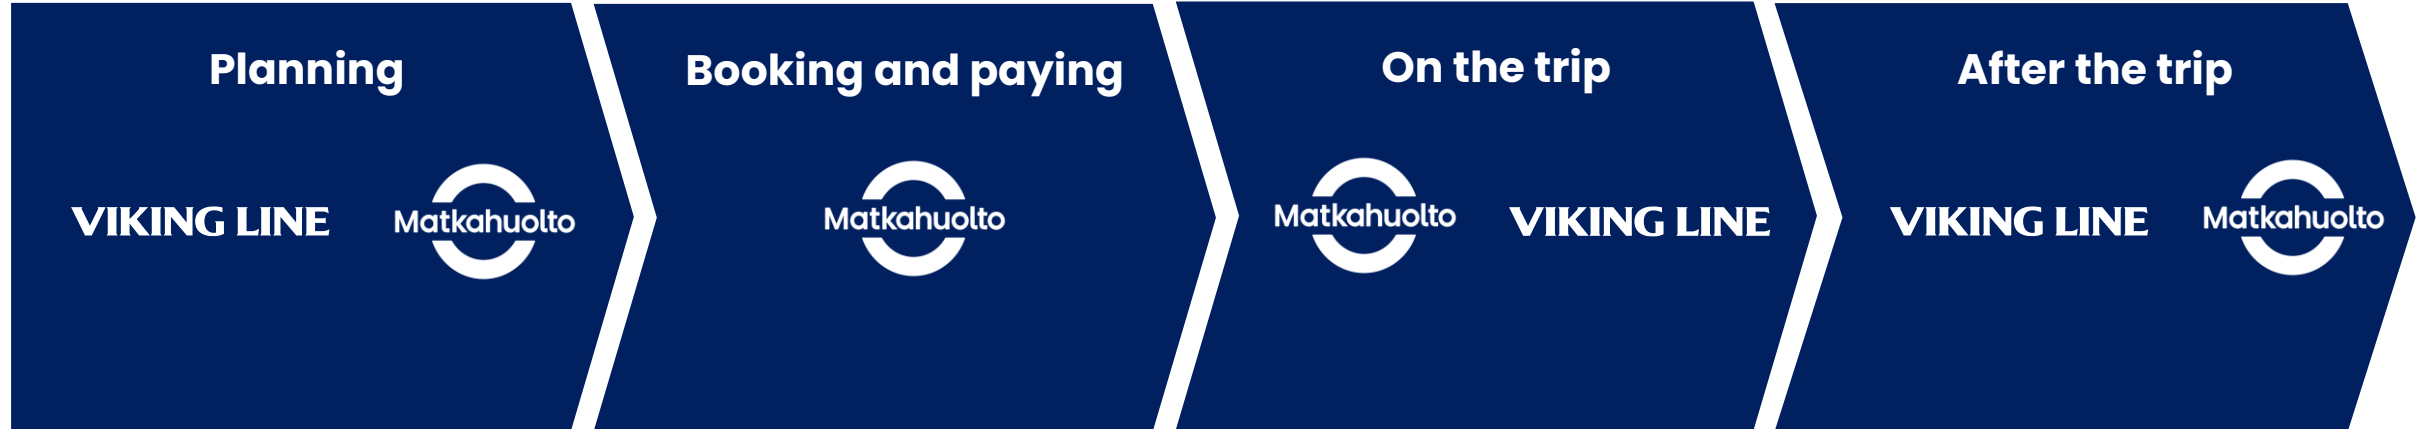 Planning
VIKING LINE
Matkahuolto
Booking and paying
Matkahuolto
On the trip
Matkahuolto
VIKING LINE
After the trip
VIKING LINE
Matkahuolto